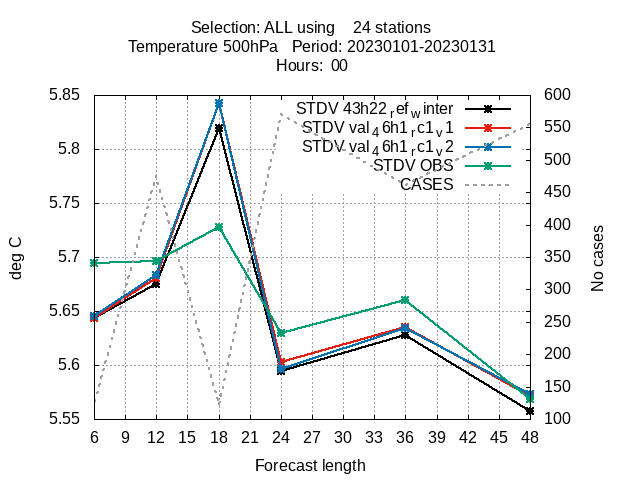 Selection: ALL using    24 stations
Temperature 500hPa   Period: 20230101-20230131
Hours:  00
5.85
5.8
5.75
5.7
5.65
5.6
5.55
600
550
500
450
400
350
300
250
200
150
100
STDV 43h22_ref_winter
STDV val_46h1_rc1_v1
STDV val_46h1_rc1_v2
STDV OBS
CASES
deg C
No cases
6 9 12 15 18 21 24 27 30 33 36 39 42 45 48
Forecast length